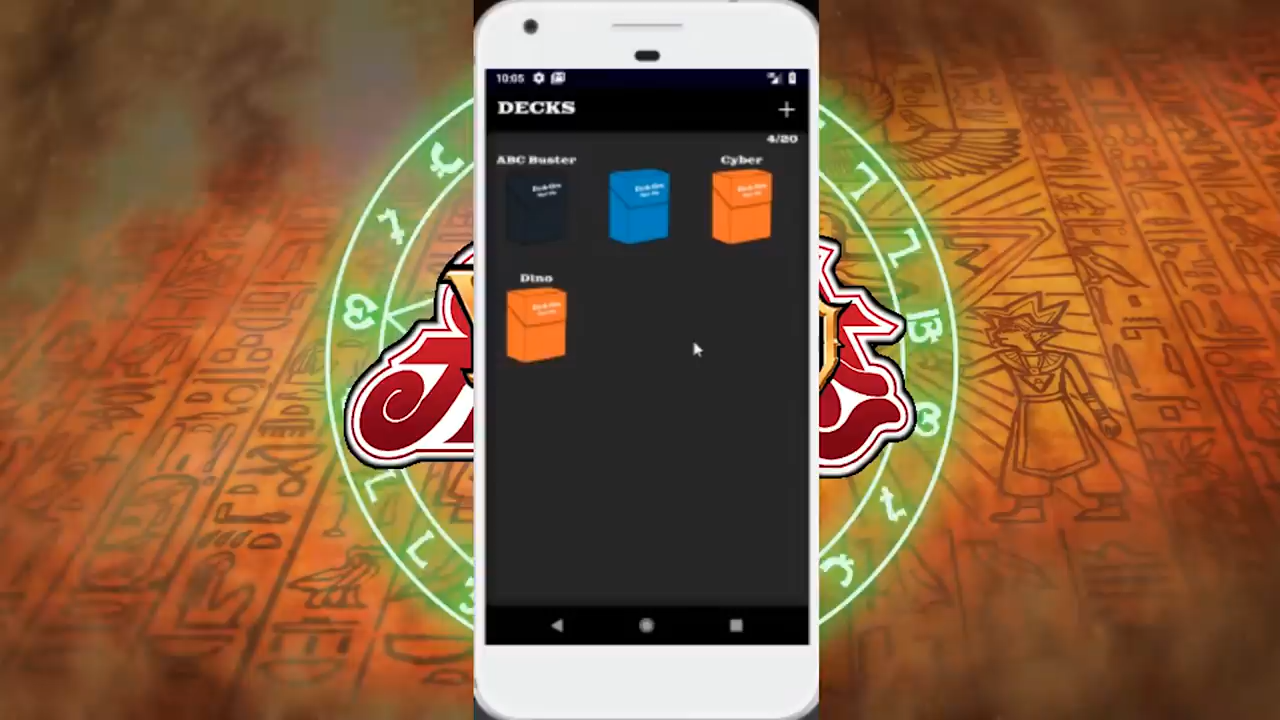 10:05
DECKS
+
4/20
ABC Buster
Cyber
Dino